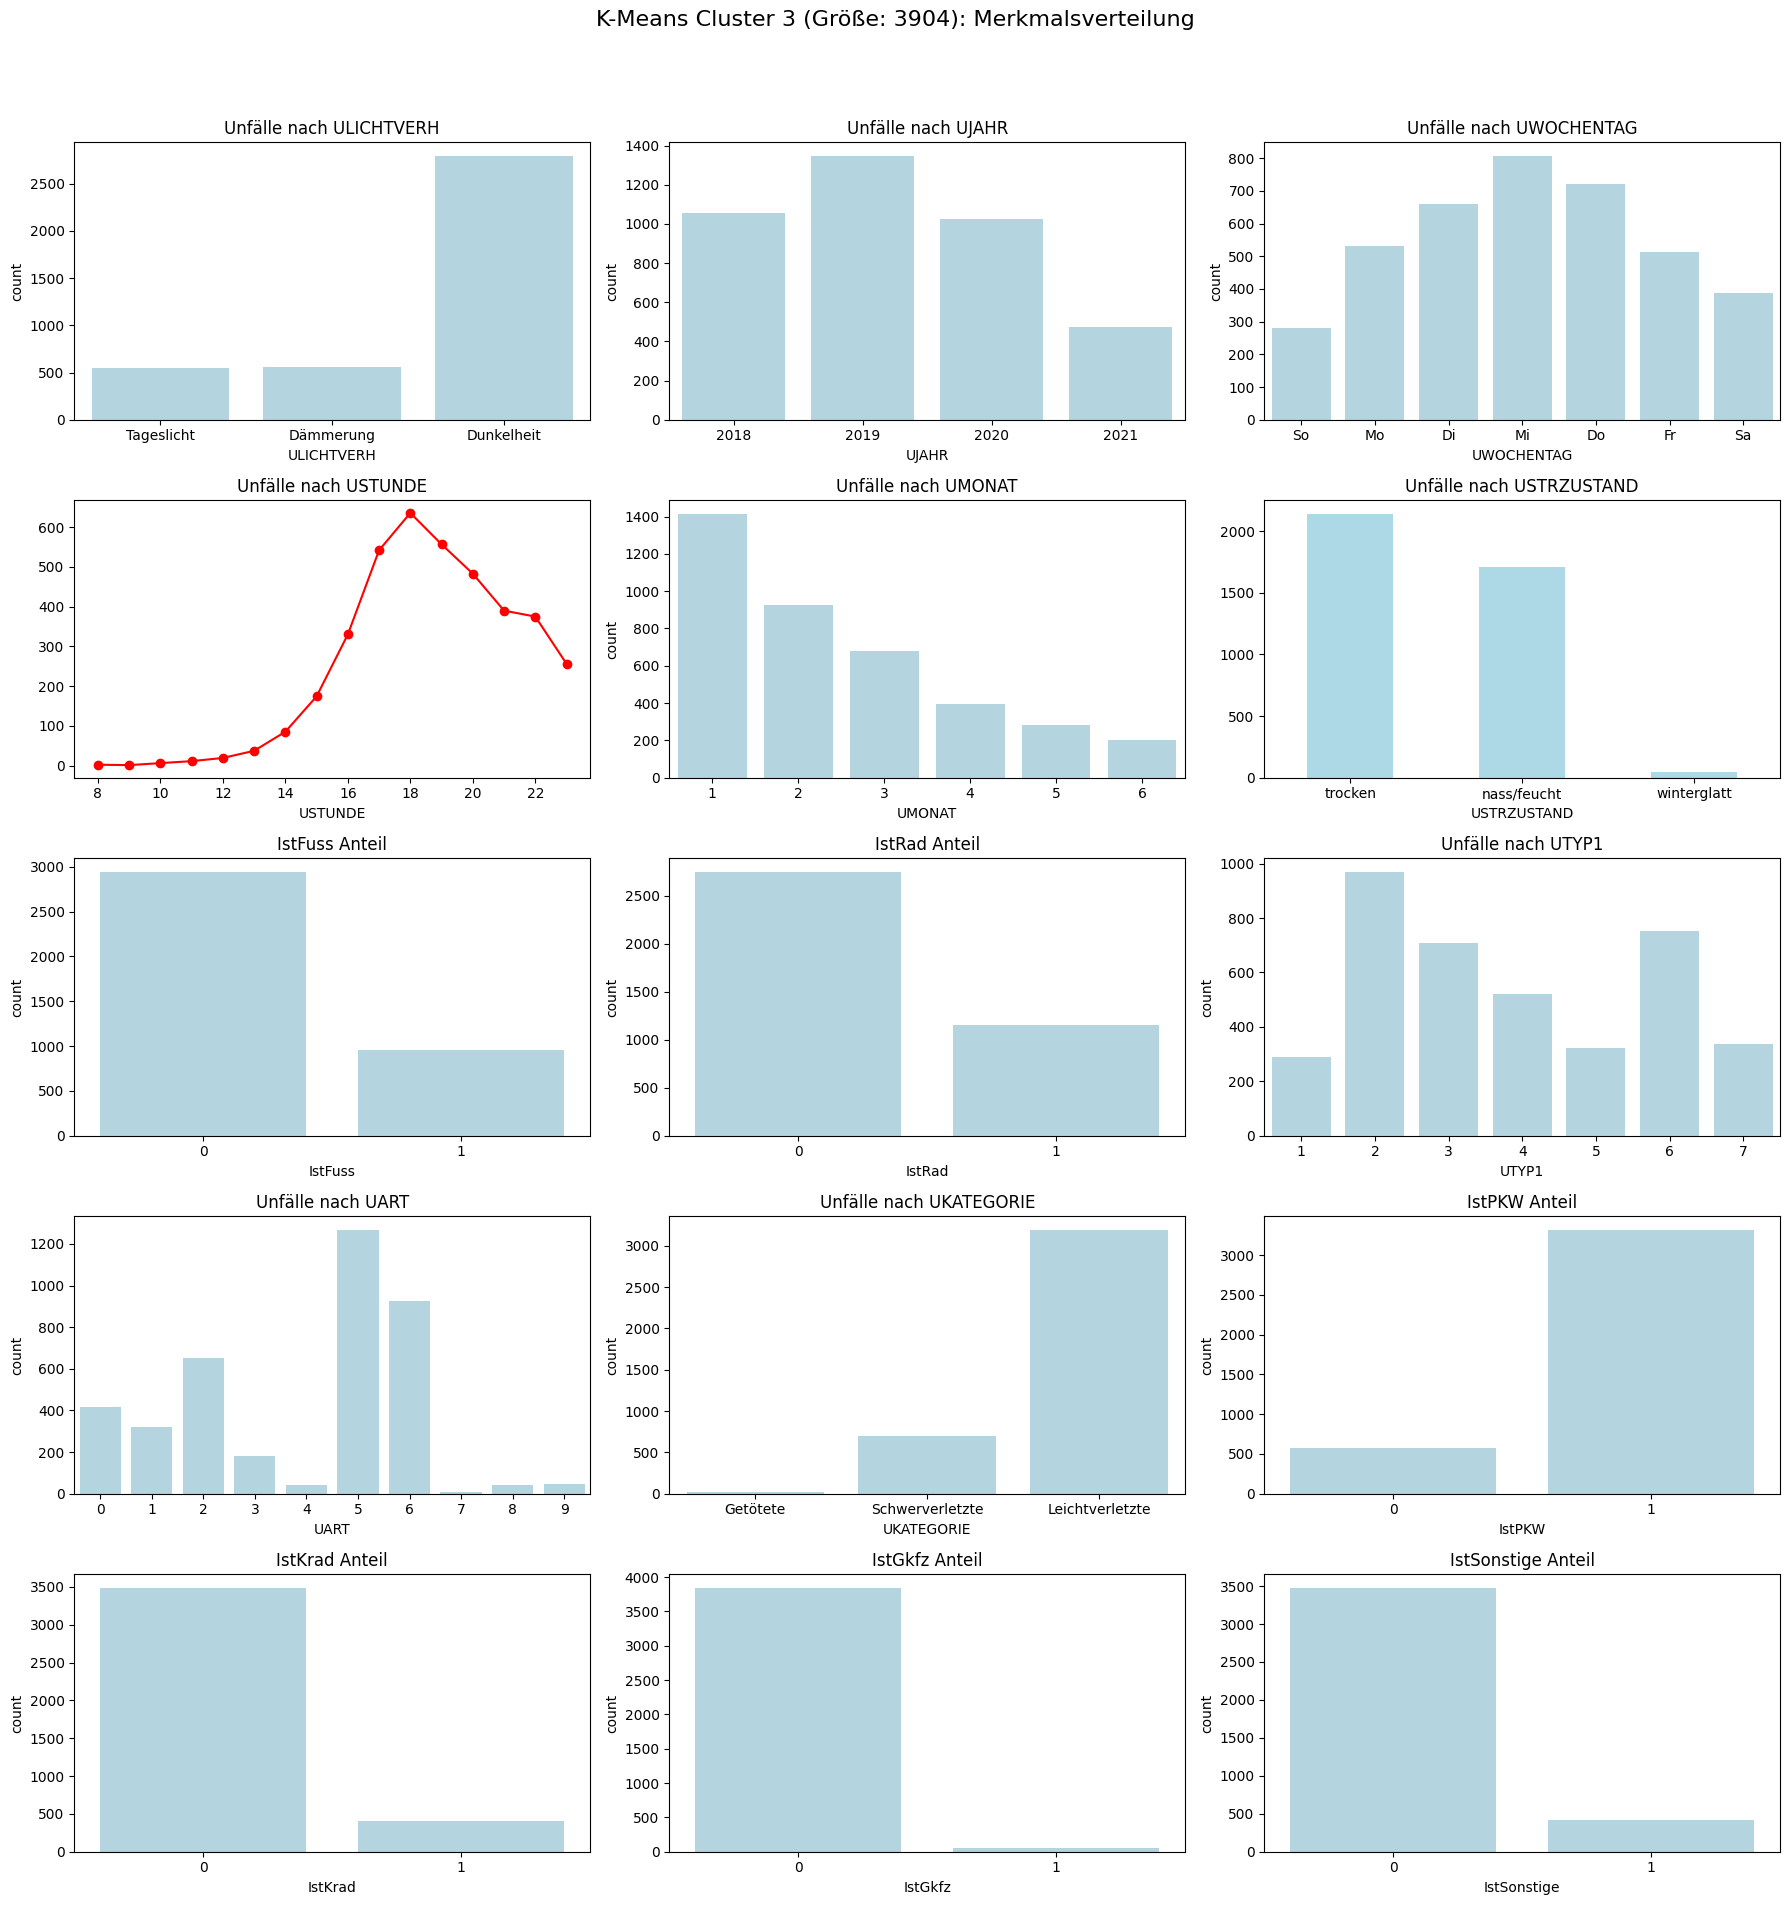 K-Means Cluster 3 (Größe: 3904): Merkmalsverteilung
Unfälle nach ULICHTVERH
2500
2000
1500
1000
500
0
count
Tageslicht Dämmerung Dunkelheit
ULICHTVERH
Unfälle nach UJAHR
1400
1200
1000
800
600
400
200
0
count
2018 2019 2020 2021
UJAHR
Unfälle nach UWOCHENTAG
800
700
600
500
400
300
200
100
0
count
So Mo Di Mi Do Fr Sa
UWOCHENTAG
Unfälle nach USTUNDE
600
500
400
300
200
100
0
8 10 12 14 16 18 20 22
USTUNDE
Unfälle nach UMONAT
1400
1200
1000
800
600
400
200
0
count
1 2 3 4 5 6
UMONAT
Unfälle nach USTRZUSTAND
2000
1500
1000
500
0
trocken nass/feucht winterglatt
USTRZUSTAND
IstFuss Anteil
3000
2500
2000
1500
1000
500
0
count
0 1
IstFuss
IstRad Anteil
2500
2000
1500
1000
500
0
count
0 1
IstRad
Unfälle nach UTYP1
1000
800
600
400
200
0
count
1 2 3 4 5 6 7
UTYP1
Unfälle nach UART
1200
1000
800
600
400
200
0
count
0 1 2 3 4 5 6 7 8 9
UART
Unfälle nach UKATEGORIE
3000
2500
2000
1500
1000
500
0
count
Getötete Schwerverletzte Leichtverletzte
UKATEGORIE
IstPKW Anteil
3000
2500
2000
1500
1000
500
0
count
0 1
IstPKW
IstKrad Anteil
3500
3000
2500
2000
1500
1000
500
0
count
0 1
IstKrad
IstGkfz Anteil
4000
3500
3000
2500
2000
1500
1000
500
0
count
0 1
IstGkfz
IstSonstige Anteil
3500
3000
2500
2000
1500
1000
500
0
count
0 1
IstSonstige